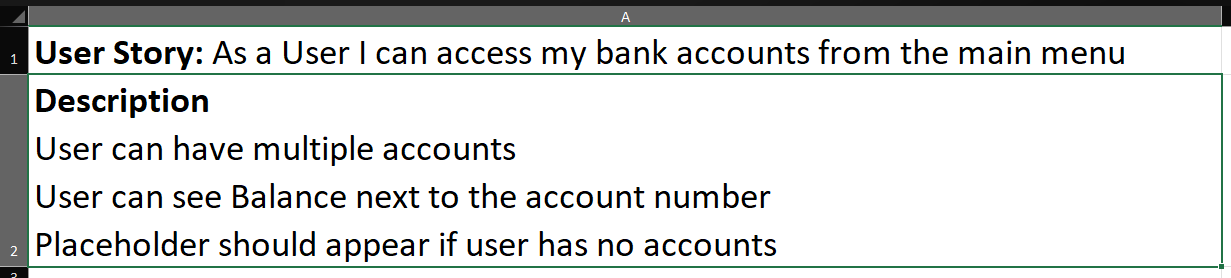 A
1
User Story: As a User I can access my bank accounts from the main menu
Description
User can have multiple accounts
User can see Balance next to the account number
2
Placeholder should appear if user has no accounts
3